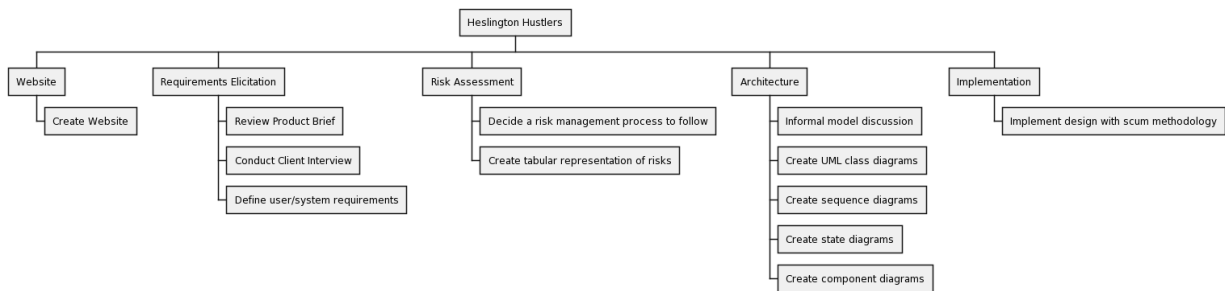 Heslington Hustlers
Website
Requirements Elicitation
Risk Assessment
Architecture
Implementation
Create Website
Review Product Brief
Decide a risk management process to follow
Informal model discussion
Implement design with scum methodology
Conduct Client Interview
Create tabular representation of risks
Create UML class diagrams
Define user/system requirements
Create sequence diagrams
Create state diagrams
Create component diagrams